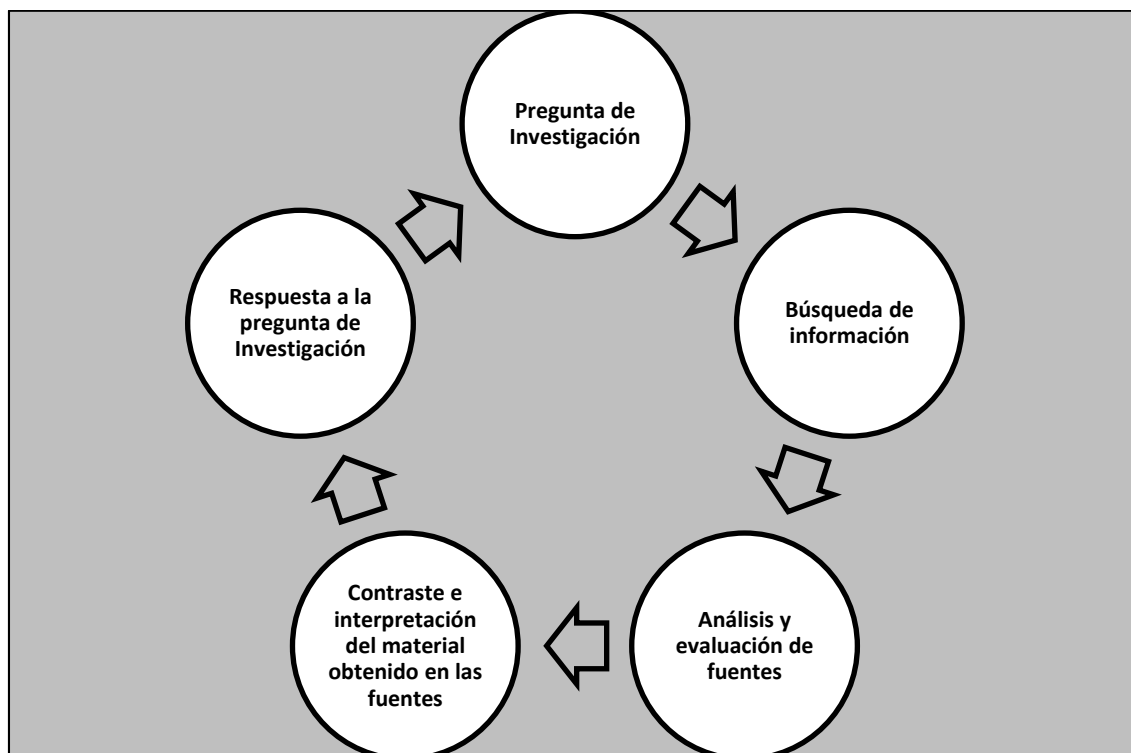 Pregunta de
Investigación
Búsqueda de
información
Análisis y
evaluación de
fuentes
Contraste e
interpretación
del material
obtenido en las
fuentes
Respuesta a la
pregunta de
Investigación